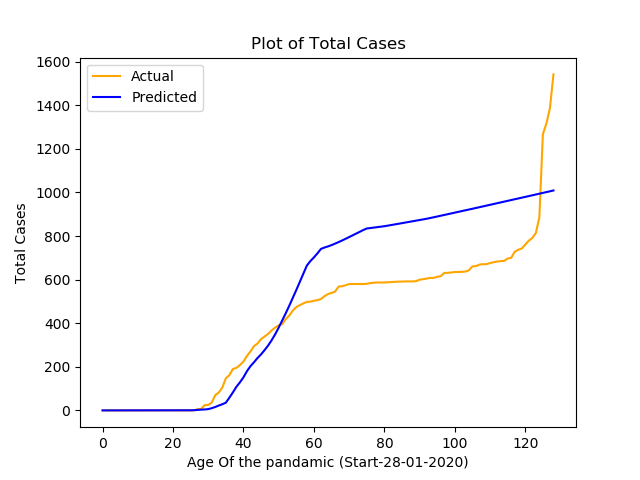 Plot of Total Cases
Actual
Predicted
1600
1400
1200
1000
800
600
400
200
0
Total Cases
0 20 40 60 80 100 120
Age Of the pandamic (Start-28-01-2020)